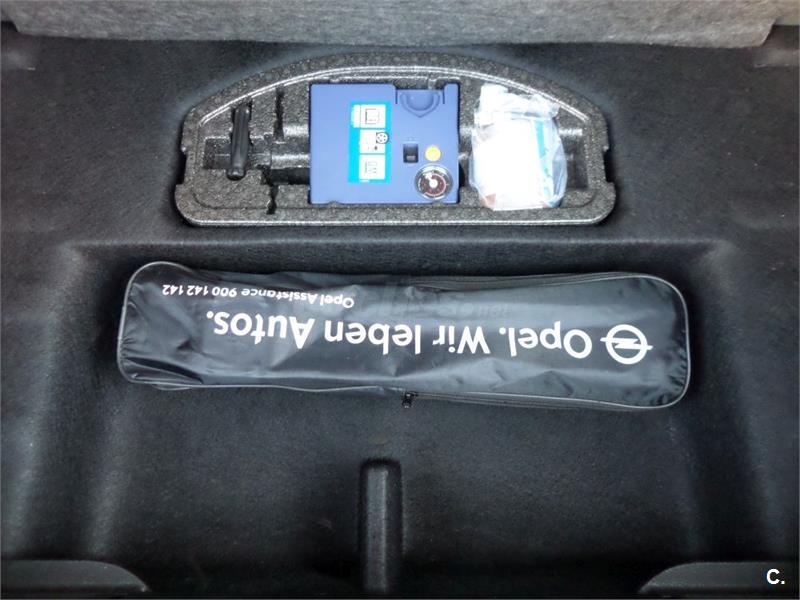 Opel. Wir leben Autos.
Opel Assistance 900 142 142
C.